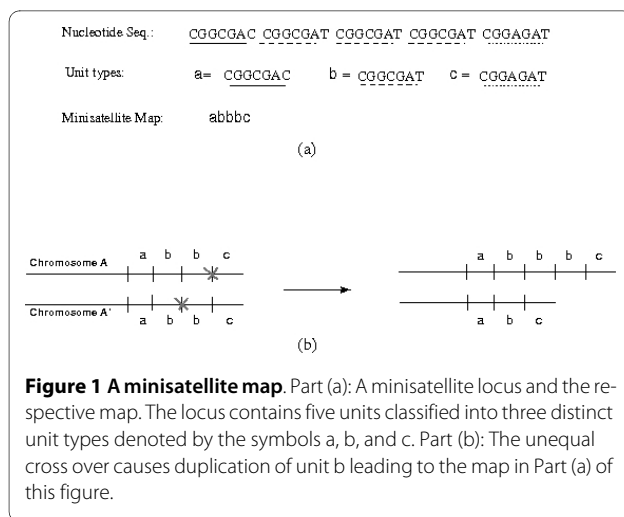 Nucleotide Seq.: CGGCGAC CGGCGAT CGGCGAT CGGCGAT CGGAGAT
Unit types: a= CGGCGAC b = CGGCGAT c = CGGAGAT
Minisatellite Map: abbbc
(a)
a b b c
Chromosome A
Chromosome A'
a b b c
a b b b c
a b c
(b)
Figure 1 A minisatellite map. Part (a): A minisatellite locus and the re-
spective map. The locus contains five units classified into three distinct
unit types denoted by the symbols a, b, and c. Part (b): The unequal
cross over causes duplication of unit b leading to the map in Part (a) of
this figure.